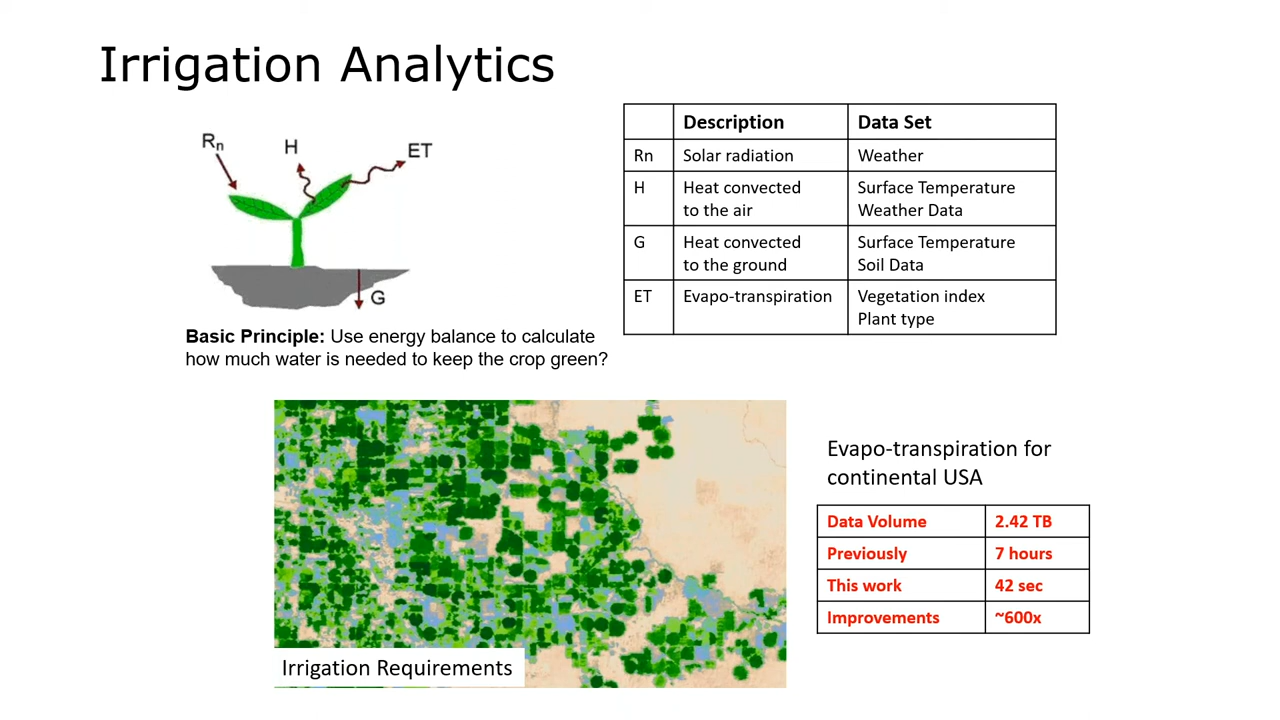 Irrigation Analytics
Rn
H
ET
G
Basic Principle: Use energy balance to calculate
how much water is needed to keep the crop green?
Description Data Set
Rn Solar radiation Weather
H Heat convected Surface Temperature
to the air Weather Data
G Heat convected Surface Temperature
to the ground Soil Data
ET Evapo-transpiration Vegetation index
Plant type
Irrigation Requirements
Evapo-transpiration for
continental USA
Data Volume 2.42 TB
Previously 7 hours
This work 42 sec
Improvements ~600x